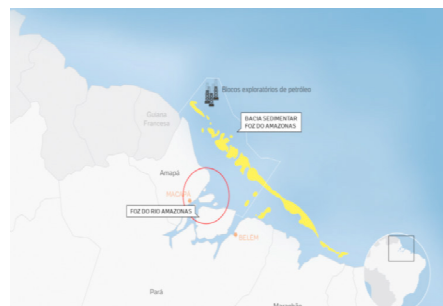 Blocos exploratórios de petróleo
BACIA SEDIMENTAR
FOZ DO AMAZONAS
Guiana
Francesa
Amapá
MACAPÁ
FOZ DO RIO AMAZONAS
BELÉM
Pará
Maranhão